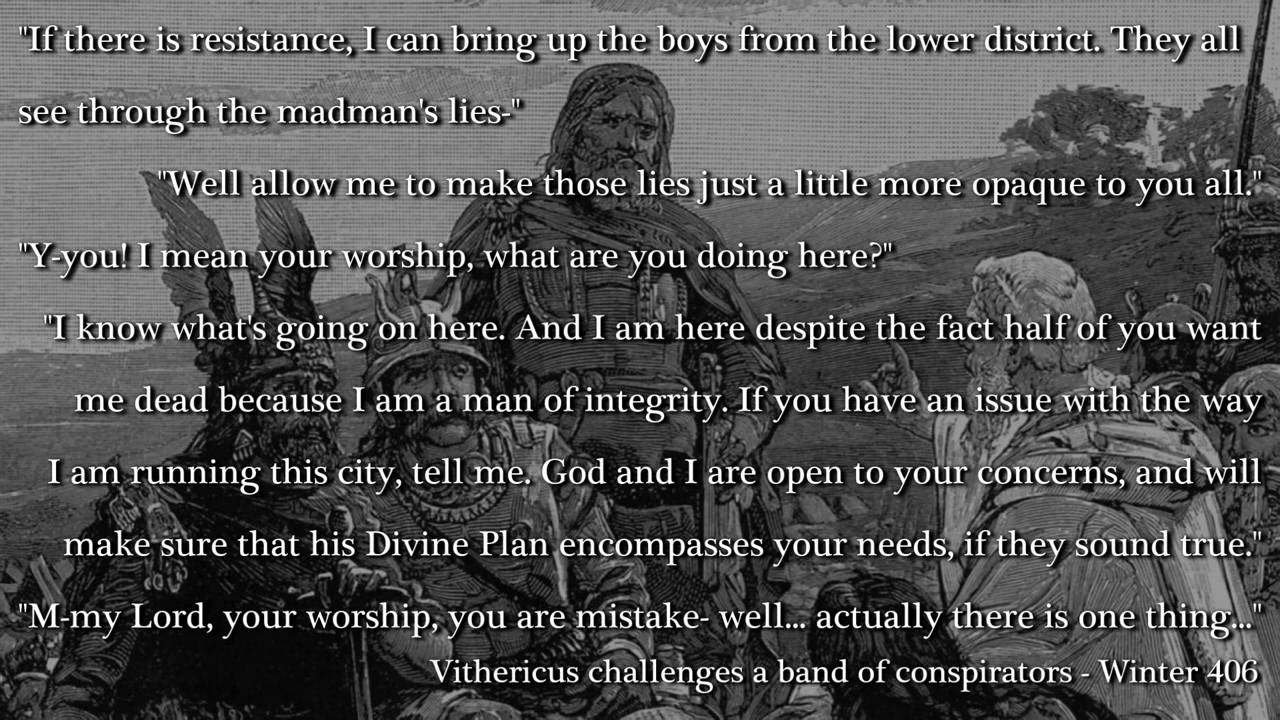 "If there is resistance, I can bring up the boys from the lower district. They all
see through the madman's lies-"
"Well allow me to make those lies just a little more opaque to you all."
"Y-you! I mean your worship, what are you doing here?"
"I know what's going on here. And I am here despite the fact half of you want
me dead because I am a man of integrity. If you have an issue with the way
I am running this city, tell me. God and I are open to your concerns, and will
make sure that his Divine Plan encompasses your needs, if they sound true."
"M-my Lord, your worship, you are mistake- well... actually there is one thing..."
Vithericus challenges a band of conspirators - Winter 406